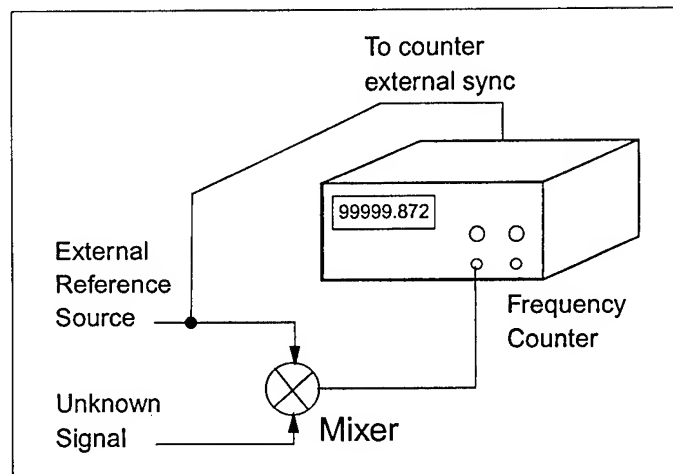 To counter
external sync
99999.872
External
Reference
Source
Frequency
Counter
Unknown
Signal
Mixer